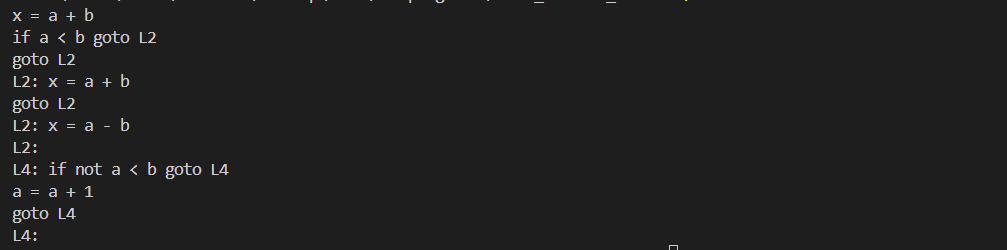 x = a + b
if a < b goto L2
goto L2
L2: x = a + b
goto L2
L2: x = a - b
L2:
L4: if not a < b goto L4
a = a + 1
goto L4
L4: